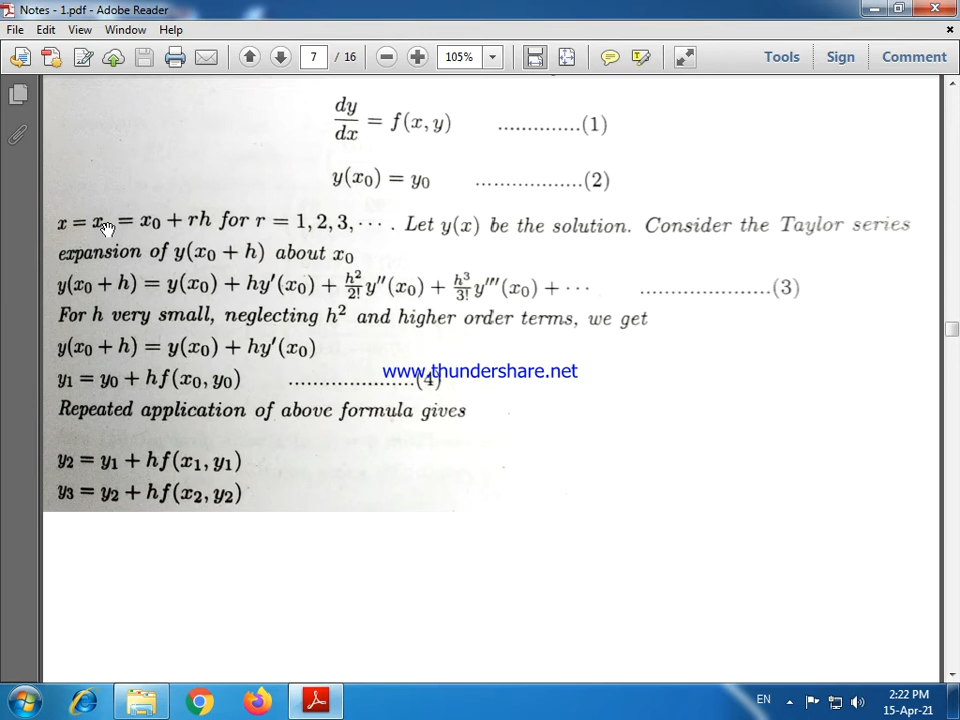 Notes - 1.pdf - Adobe Reader
File Edit View Window Help
7 / 16 105% Tools Sign Comment
dy/dx = f(x, y) ..............(1)
y(x₀) = y₀ ..................(2)
x = x = x₀ + rh for r = 1, 2, 3, ··· . Let y(x) be the solution. Consider the Taylor series
expansion of y(x₀ + h) about x₀
y(x₀ + h) = y(x₀) + hy′(x₀) + h²/2! y″(x₀) + h³/3! y‴(x₀) + ··· ......................(3)
For h very small, neglecting h² and higher order terms, we get
y(x₀ + h) = y(x₀) + hy′(x₀)
www.thundershare.net
y₁ = y₀ + hf(x₀, y₀) .....................(4)
Repeated application of above formula gives
y₂ = y₁ + hf(x₁, y₁)
y₃ = y₂ + hf(x₂, y₂)
EN 2:22 PM
15-Apr-21